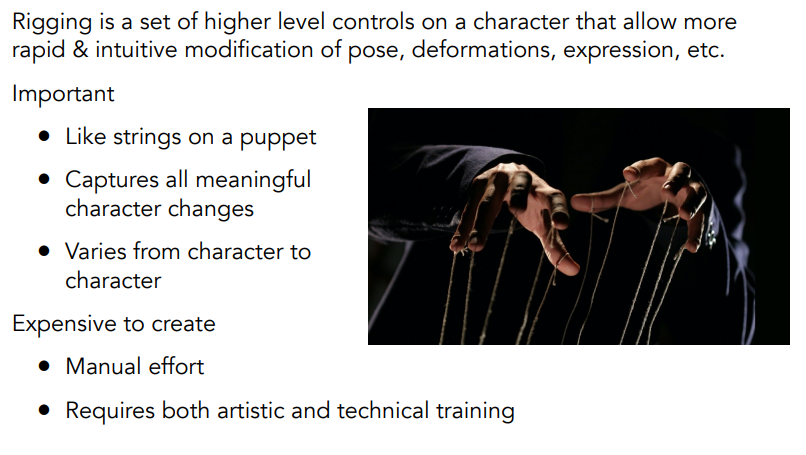 Rigging is a set of higher level controls on a character that allow more
rapid & intuitive modification of pose, deformations, expression, etc.
Important
● Like strings on a puppet
● Captures all meaningful
character changes
● Varies from character to
character
Expensive to create
● Manual effort
● Requires both artistic and technical training